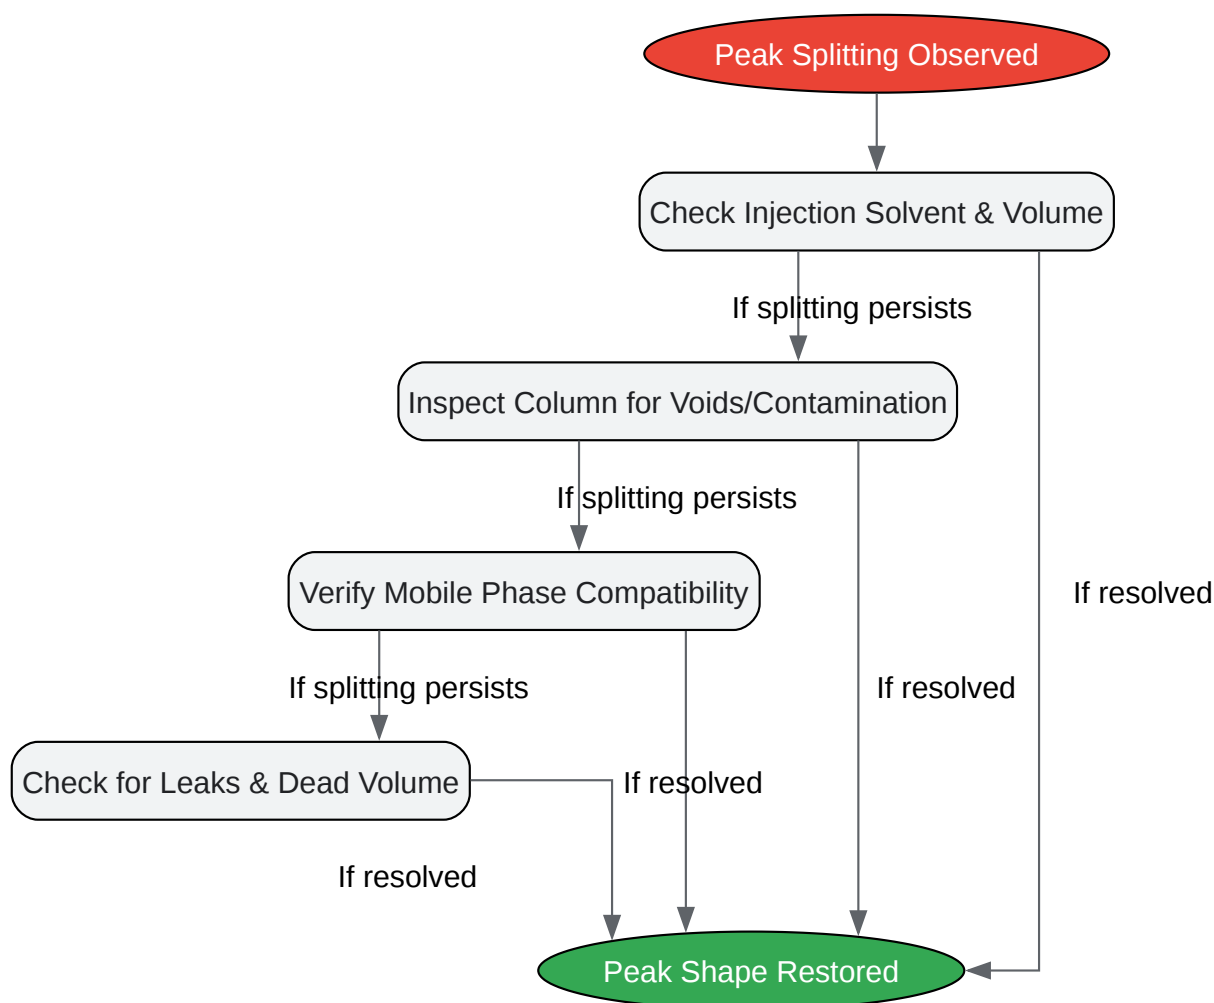 Peak Splitting Observed
Check Injection Solvent & Volume
If splitting persists
Inspect Column for Voids/Contamination
If splitting persists
Verify Mobile Phase Compatibility
If resolved
If splitting persists
If resolved
Check for Leaks & Dead Volume
If resolved
If resolved
Peak Shape Restored